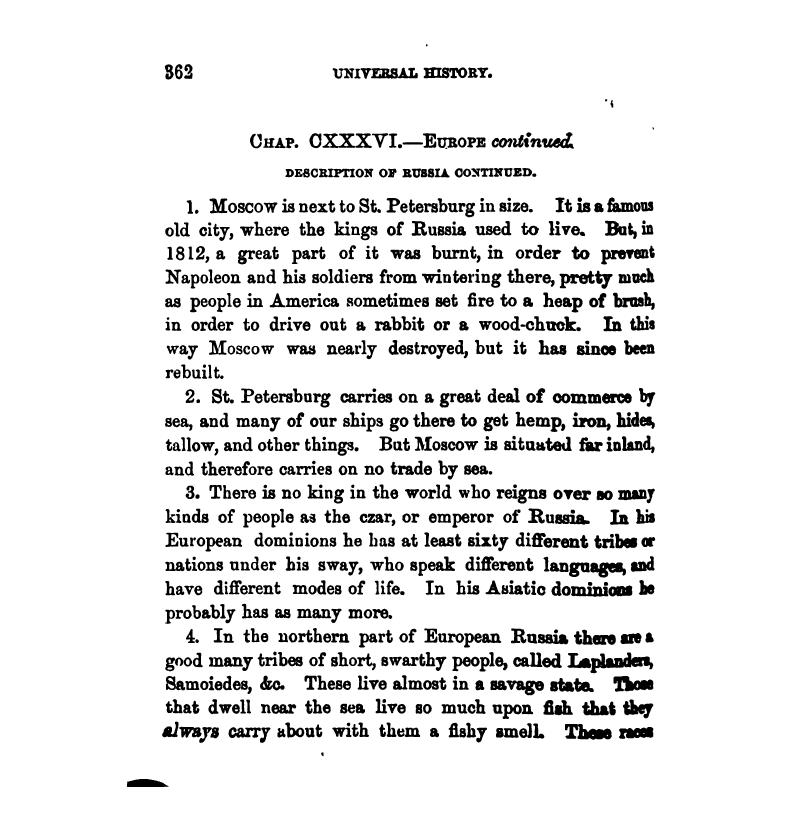 362 UNIVERSAL HISTORY.
CHAP. CXXXVI.—EUROPE continued.
DESCRIPTION OF RUSSIA CONTINUED.
1. Moscow is next to St. Petersburg in size. It is a famous
old city, where the kings of Russia used to live. But, in
1812, a great part of it was burnt, in order to prevent
Napoleon and his soldiers from wintering there, pretty much
as people in America sometimes set fire to a heap of brush,
in order to drive out a rabbit or a wood-chuck. In this
way Moscow was nearly destroyed, but it has since been
rebuilt.
2. St. Petersburg carries on a great deal of commerce by
sea, and many of our ships go there to get hemp, iron, hides,
tallow, and other things. But Moscow is situated far inland,
and therefore carries on no trade by sea.
3. There is no king in the world who reigns over so many
kinds of people as the czar, or emperor of Russia. In his
European dominions he has at least sixty different tribes or
nations under his sway, who speak different languages, and
have different modes of life. In his Asiatic dominions he
probably has as many more.
4. In the northern part of European Russia there are a
good many tribes of short, swarthy people, called Laplanders,
Samoiedes, &c. These live almost in a savage state. Those
that dwell near the sea live so much upon fish that they
always carry about with them a fishy smell. These races